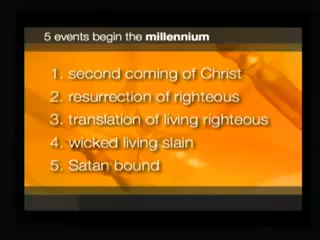 5 events begin the millennium
1. second coming of Christ
2. resurrection of righteous
3. translation of living righteous
4. wicked living slain
5. Satan bound